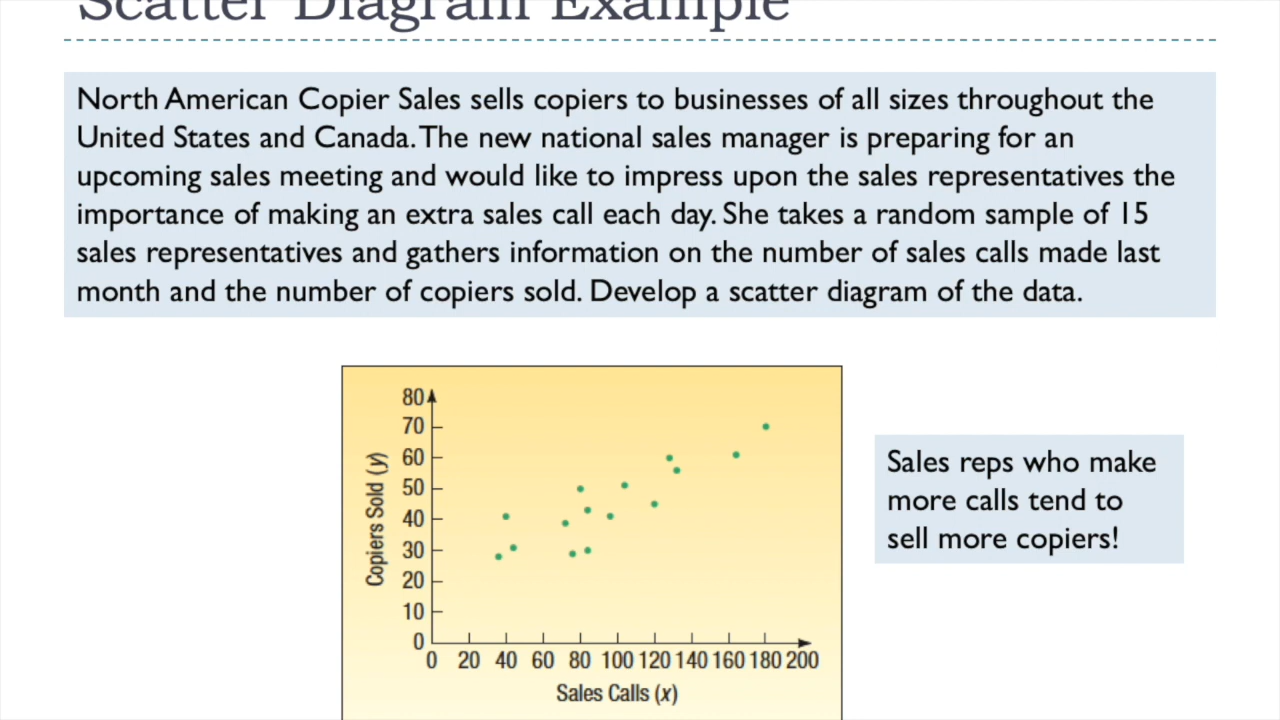 Scatter Diagram Example
North American Copier Sales sells copiers to businesses of all sizes throughout the
United States and Canada. The new national sales manager is preparing for an
upcoming sales meeting and would like to impress upon the sales representatives the
importance of making an extra sales call each day. She takes a random sample of 15
sales representatives and gathers information on the number of sales calls made last
month and the number of copiers sold. Develop a scatter diagram of the data.
80
70
60
50
40
30
20
10
0
Copiers Sold (y)
0 20 40 60 80 100 120 140 160 180 200
Sales Calls (x)
Sales reps who make
more calls tend to
sell more copiers!